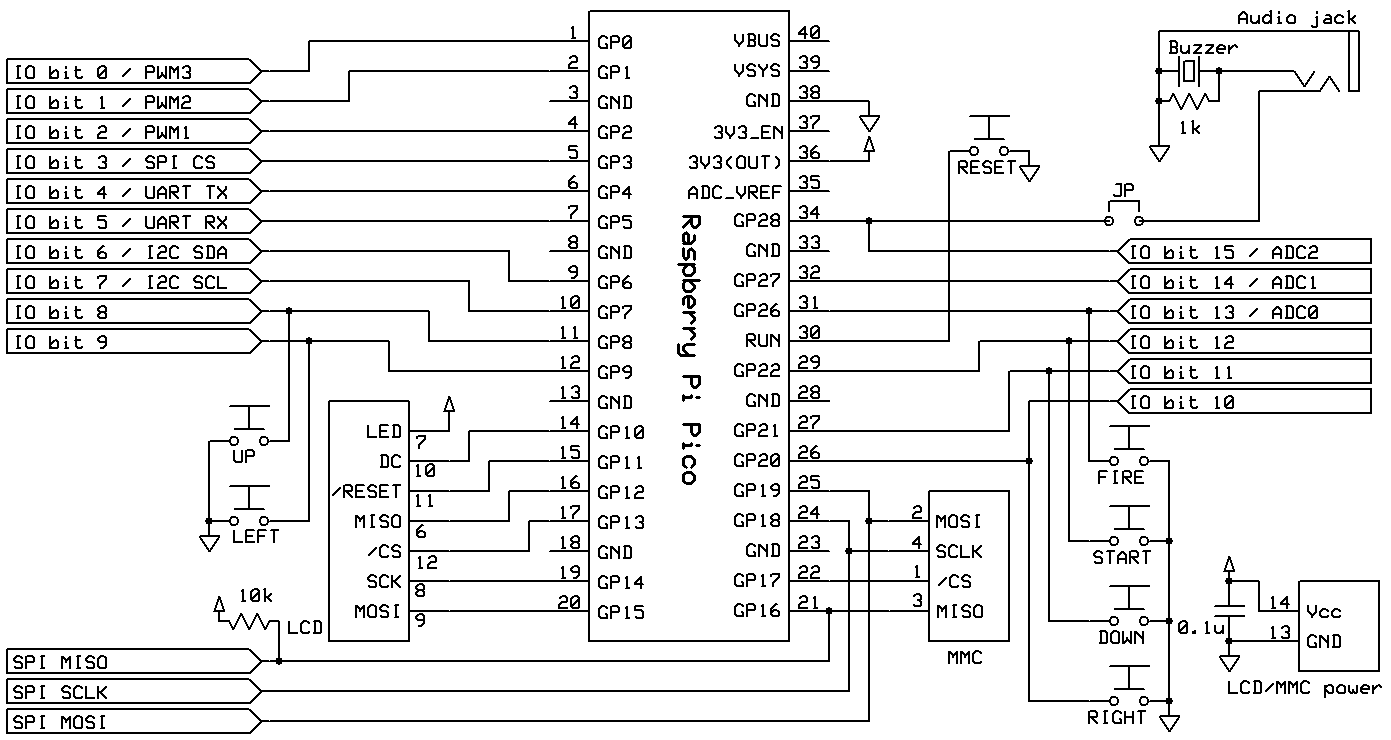 IO bit 0 / PWM3
IO bit 1 / PWM2
IO bit 2 / PWM1
IO bit 3 / SPI CS
IO bit 4 / UART TX
IO bit 5 / UART RX
IO bit 6 / I2C SDA
IO bit 7 / I2C SCL
IO bit 8
IO bit 9
UP
LEFT
10k
SPI MISO
SPI SCLK
SPI MOSI
LED 7
DC 10
/RESET 11
MISO 6
/CS 12
SCK 8
MOSI 9
LCD
1 GP0
2 GP1
3 GND
4 GP2
5 GP3
6 GP4
7 GP5
8 GND
9 GP6
10 GP7
11 GP8
12 GP9
13 GND
14 GP10
15 GP11
16 GP12
17 GP13
18 GND
19 GP14
20 GP15
Raspberry Pi Pico
VBUS 40
VSYS 39
GND 38
3V3_EN 37
3V3(OUT) 36
ADC_VREF 35
GP28 34
GND 33
GP27 32
GP26 31
RUN 30
GP22 29
GND 28
GP21 27
GP20 26
GP19 25
GP18 24
GND 23
GP17 22
GP16 21
2 MOSI
4 SCLK
1 /CS
3 MISO
MMC
RESET
Audio jack
Buzzer
1k
JP
IO bit 15 / ADC2
IO bit 14 / ADC1
IO bit 13 / ADC0
IO bit 12
IO bit 11
IO bit 10
FIRE
START
DOWN
RIGHT
0.1u
14 Vcc
13 GND
LCD/MMC power